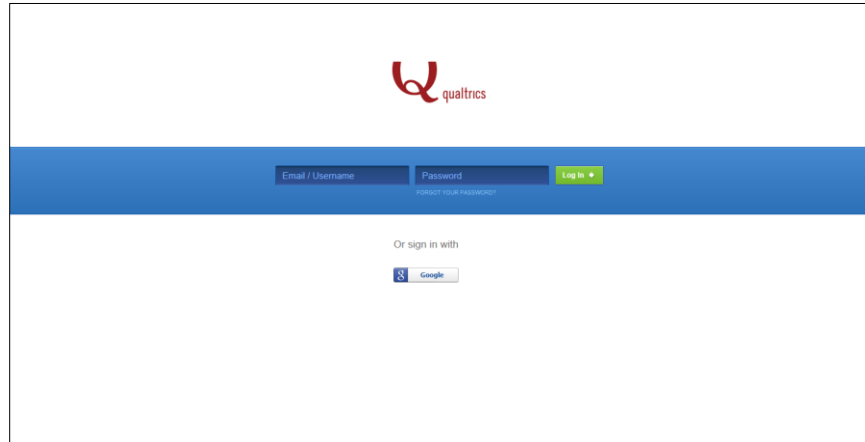 qualtrics
Email / Username
Password
Log In
FORGOT YOUR PASSWORD?
Or sign in with
g Google